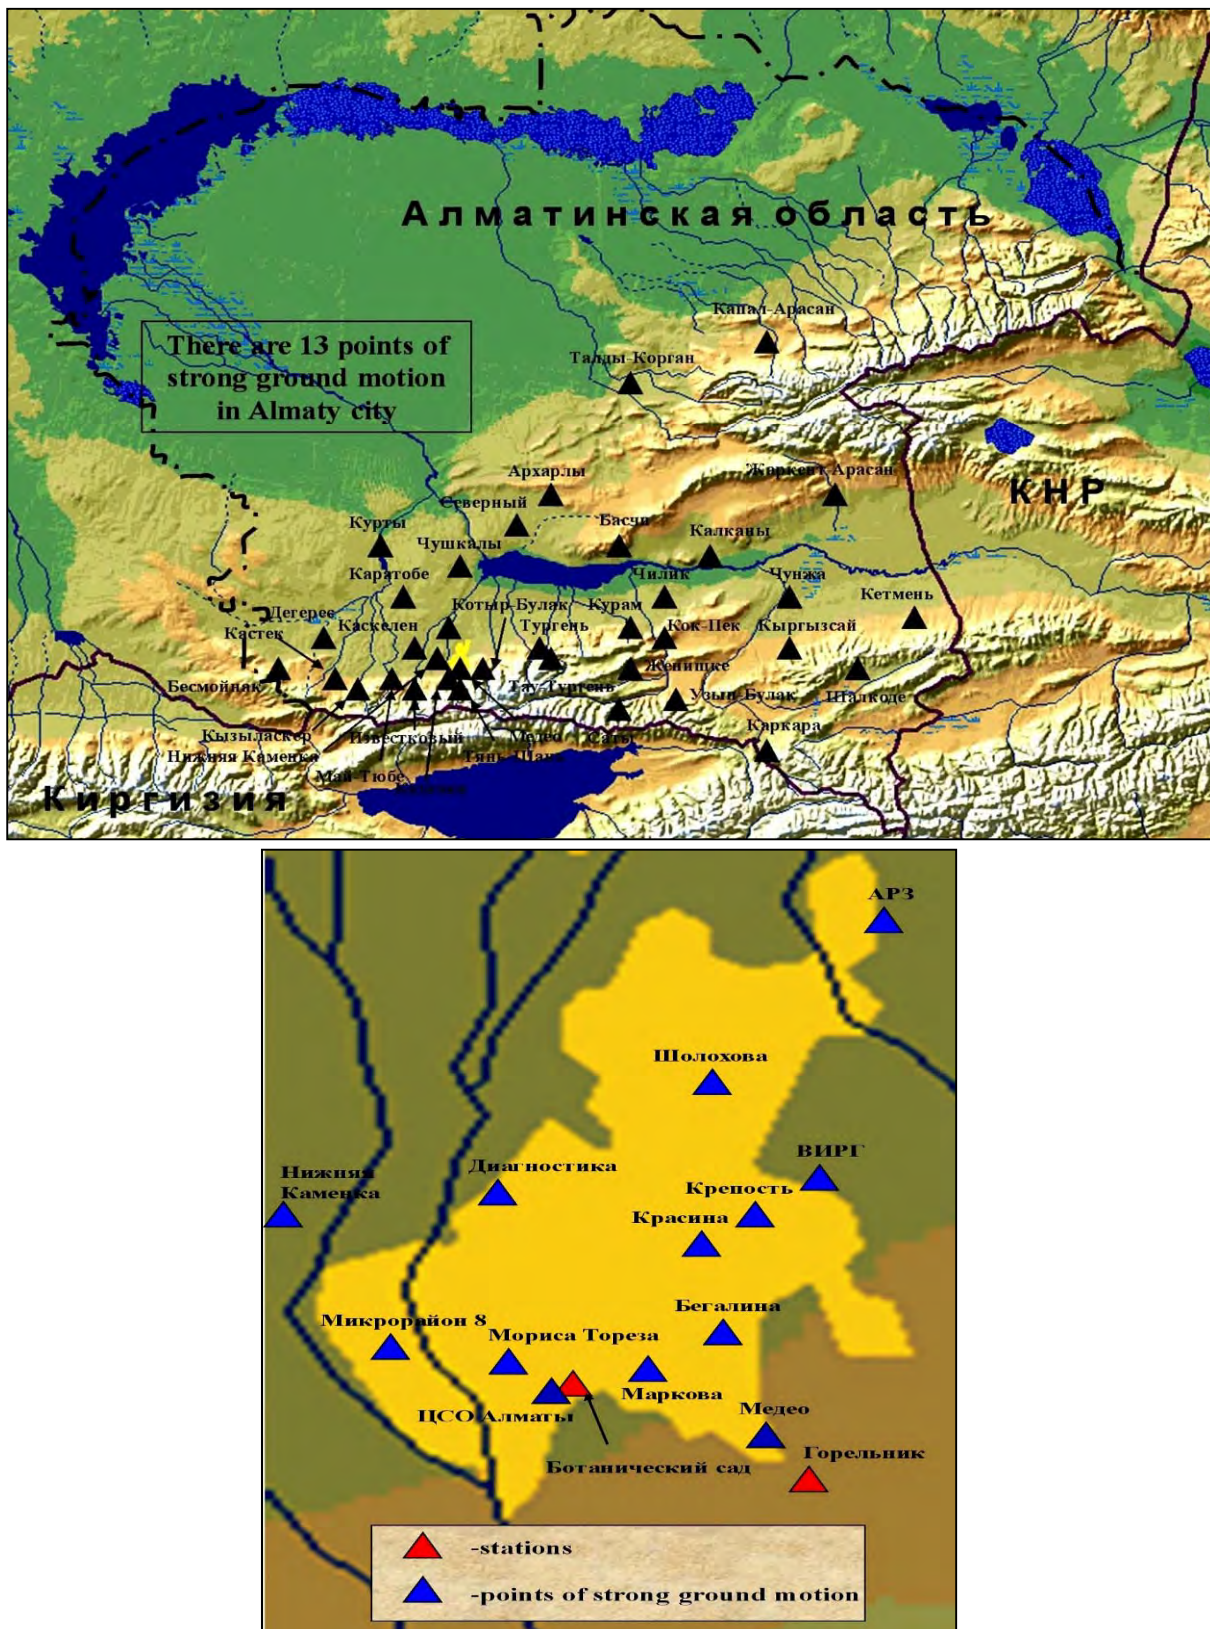 Алматинская область
Капал-Арасан
There are 13 points of
strong ground motion
in Almaty city
Талды-Корган
Архарлы
Жаркент Арасан
КНР
Северный
Курты
Басчи
Чушкалы
Калканы
Каратобе
Чилик
Чунжа
Котыр-Булак
Курам
Кетмень
Дегерес
Каскелен
Тургень
Кок-Пек
Кыргызсай
Кастек
Женишке
Бесмойнак
Тау-Тургень
Узын-Булак
Шалкоде
Кызыласкер
Известковый
Медео
Саты
Каркара
Нижняя Каменка
Тянь-Шань
Май-Тюбе
Киргизия
АРЗ
Шолохова
ВИРГ
Диагностика
Нижняя
Каменка
Крепость
Красина
Бегалина
Микрорайон 8
Мориса Тореза
Маркова
ЦСО Алматы
Медео
Горельник
Ботанический сад
-stations
-points of strong ground motion